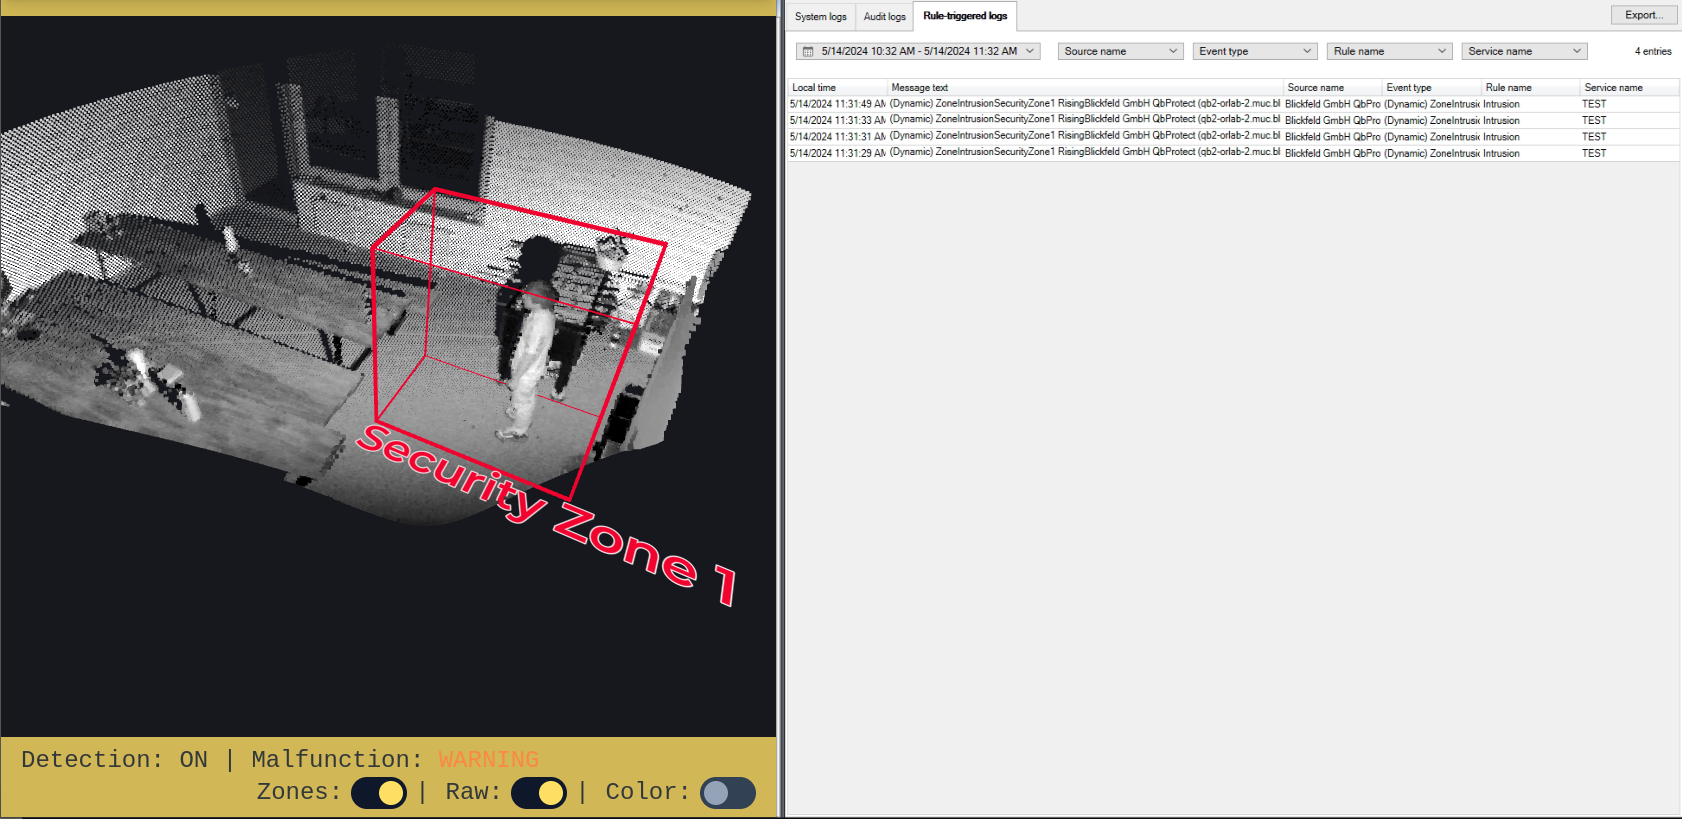 Security Zone 1
Detection: ON | Malfunction: WARNING
Zones: | Raw: | Color:
System logs Audit logs Rule-triggered logs Export...
5/14/2024 10:32 AM - 5/14/2024 11:32 AM Source name Event type Rule name Service name 4 entries
Local time Message text Source name Event type Rule name Service name
5/14/2024 11:31:49 AM (Dynamic) ZoneIntrusionSecurityZone1 RisingBlickfeld GmbH QbProtect (qb2-orlab-2.muc.bl Blickfeld GmbH QbPro (Dynamic) ZoneIntrusio Intrusion TEST
5/14/2024 11:31:33 AM (Dynamic) ZoneIntrusionSecurityZone1 RisingBlickfeld GmbH QbProtect (qb2-orlab-2.muc.bl Blickfeld GmbH QbPro (Dynamic) ZoneIntrusio Intrusion TEST
5/14/2024 11:31:31 AM (Dynamic) ZoneIntrusionSecurityZone1 RisingBlickfeld GmbH QbProtect (qb2-orlab-2.muc.bl Blickfeld GmbH QbPro (Dynamic) ZoneIntrusio Intrusion TEST
5/14/2024 11:31:29 AM (Dynamic) ZoneIntrusionSecurityZone1 RisingBlickfeld GmbH QbProtect (qb2-orlab-2.muc.bl Blickfeld GmbH QbPro (Dynamic) ZoneIntrusio Intrusion TEST